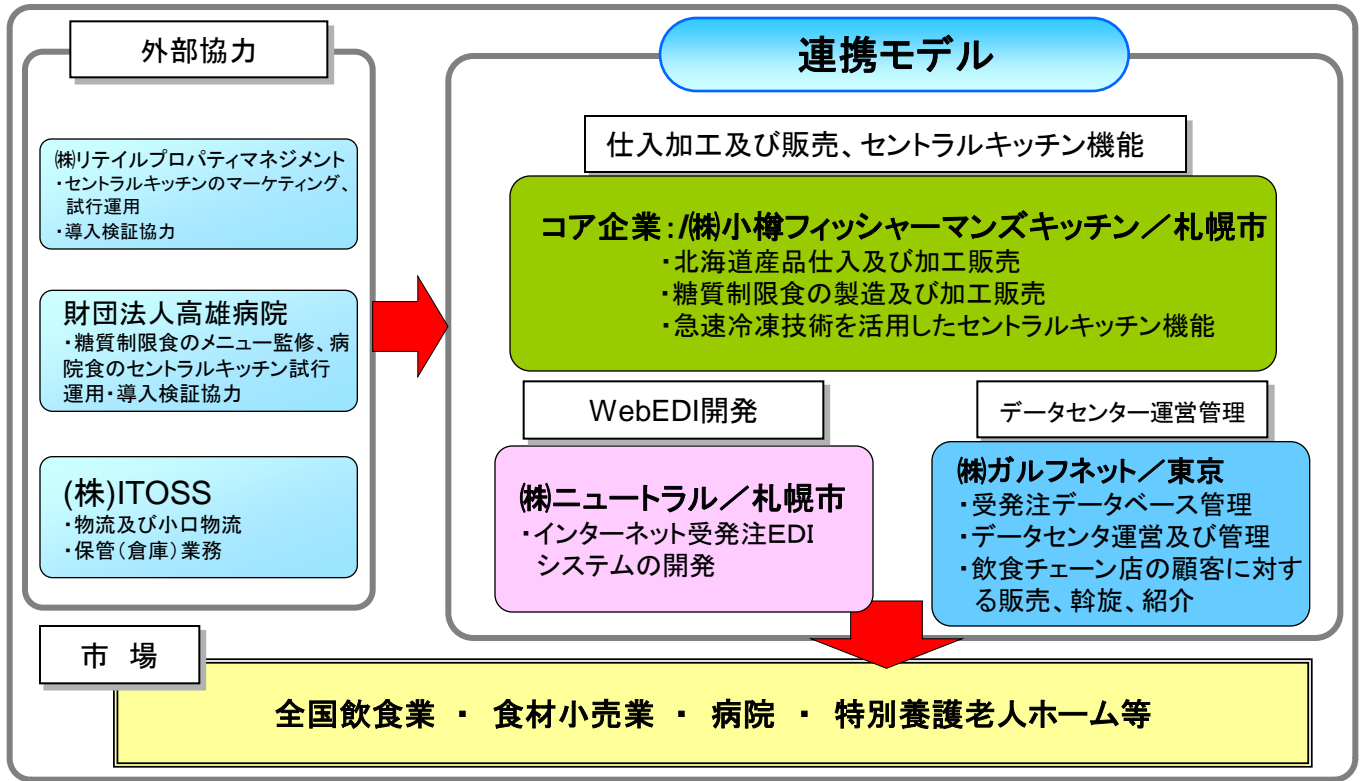 外部協力
㈱リテイルプロパティマネジメント
・セントラルキッチンのマーケティング、
試行運用
・導入検証協力
財団法人高雄病院
・糖質制限食のメニュー監修、病
院食のセントラルキッチン試行
運用・導入検証協力
(株)ITOSS
・物流及び小口物流
・保管(倉庫)業務
連携モデル
仕入加工及び販売、セントラルキッチン機能
コア企業:/㈱小樽フィッシャーマンズキッチン/札幌市
・北海道産品仕入及び加工販売
・糖質制限食の製造及び加工販売
・急速冷凍技術を活用したセントラルキッチン機能
WebEDI開発
㈱ニュートラル/札幌市
・インターネット受発注EDI
システムの開発
データセンター運営管理
㈱ガルフネット/東京
・受発注データベース管理
・データセンタ運営及び管理
・飲食チェーン店の顧客に対す
る販売、斡旋、紹介
市 場
全国飲食業 ・ 食材小売業 ・ 病院 ・ 特別養護老人ホーム等